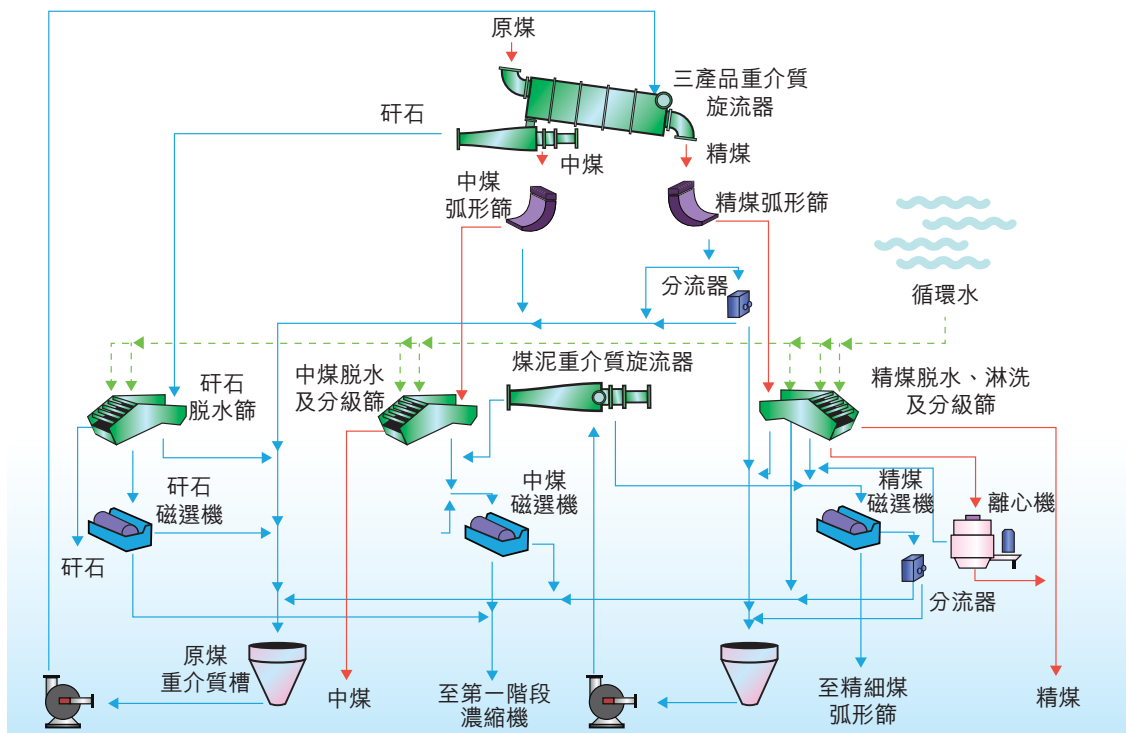 原煤
三產品重介質
旋流器
矸石
中煤
精煤
中煤
弧形篩
精煤弧形篩
分流器
循環水
矸石
脱水篩
中煤脱水
及分級篩
煤泥重介質旋流器
精煤脱水、淋洗
及分級篩
矸石
磁選機
中煤
磁選機
精煤
磁選機
離心機
矸石
分流器
原煤
重介質槽
中煤
至第一階段
濃縮機
至精細煤
弧形篩
精煤